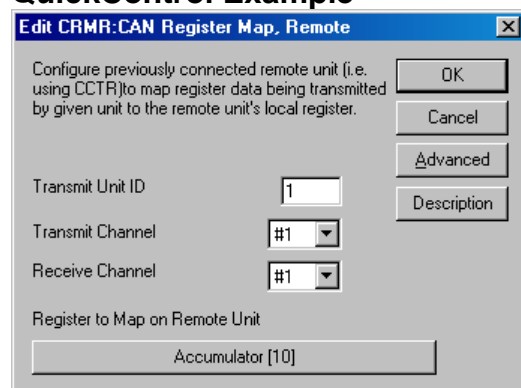 QuickControl Example
Edit CRMR:CAN Register Map, Remote
Configure previously connected remote unit (i.e.
using CCTR)to map register data being transmitted
by given unit to the remote unit's local register.
OK
Cancel
Advanced
Description
Transmit Unit ID
1
Transmit Channel
#1
Receive Channel
#1
Register to Map on Remote Unit
Accumulator [10]